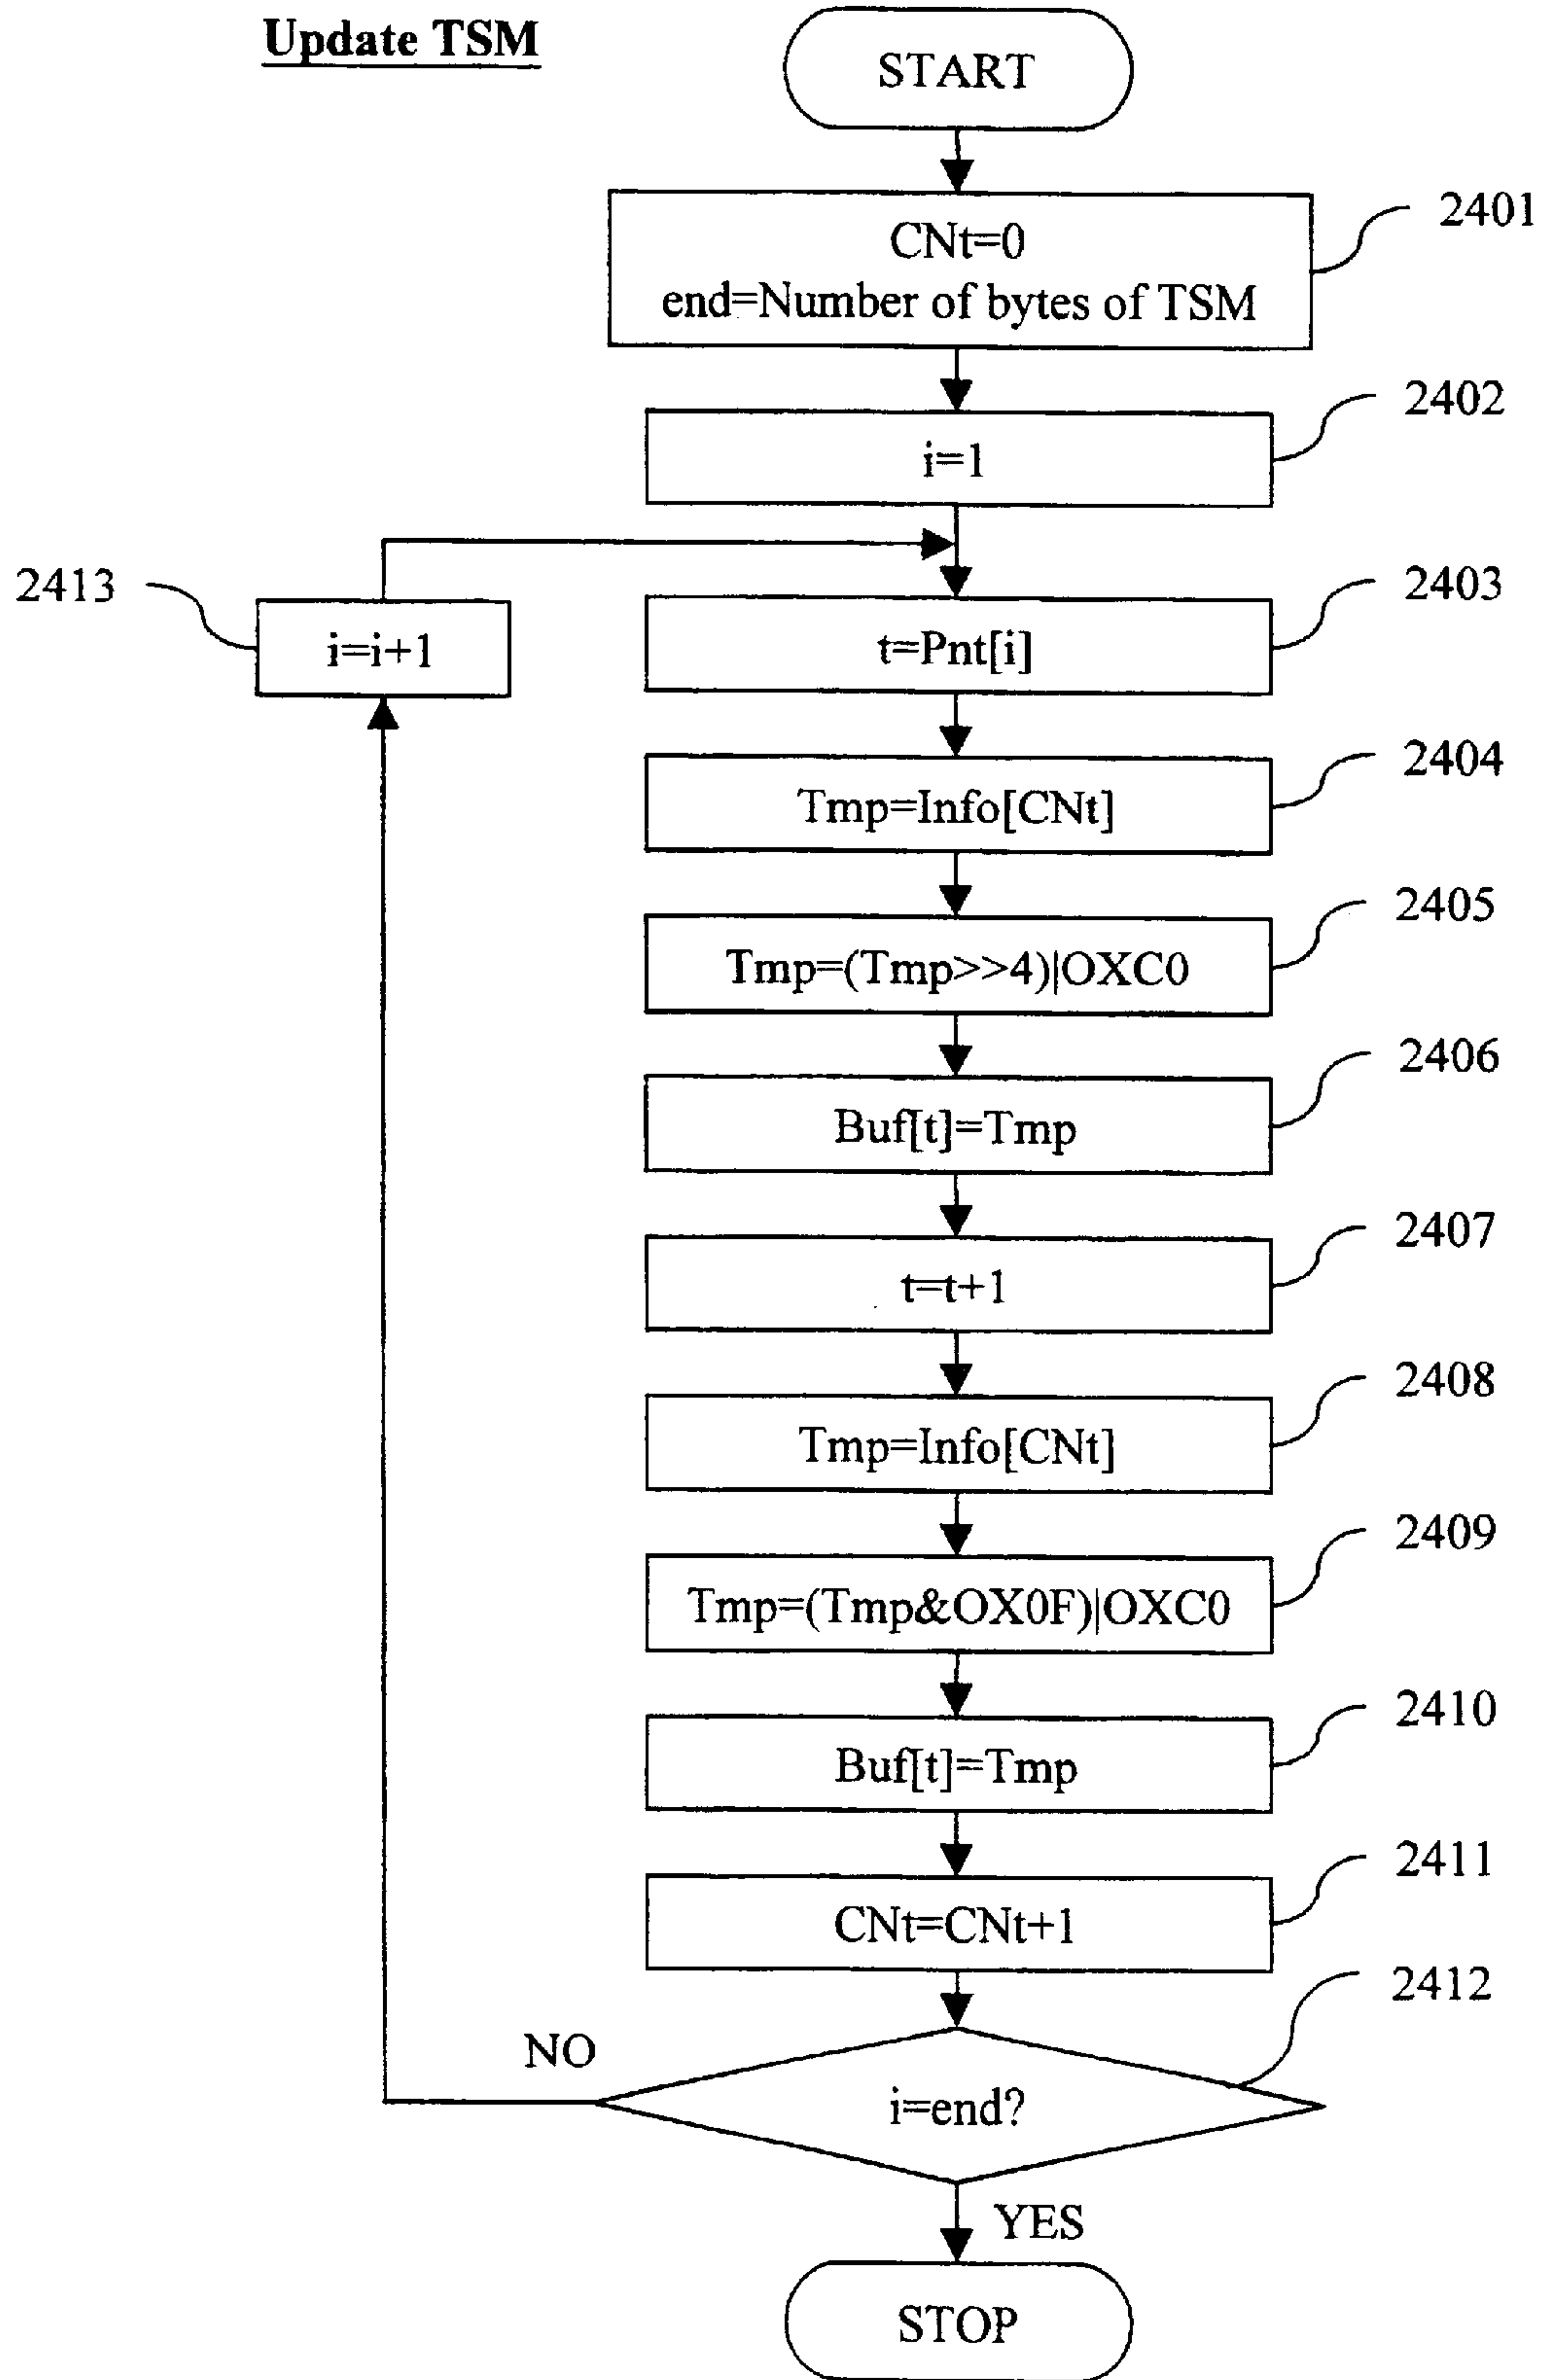 Update TSM
START
CNt=0
end=Number of bytes of TSM
2401
i=1
2402
2413
i=i+1
t=Pnt[i]
2403
Tmp=Info[CNt]
2404
Tmp=(Tmp>>4)|OXC0
2405
Buf[t]=Tmp
2406
t=t+1
2407
Tmp=Info[CNt]
2408
Tmp=(Tmp&OX0F)|OXC0
2409
Buf[t]=Tmp
2410
CNt=CNt+1
2411
i=end?
2412
NO
YES
STOP